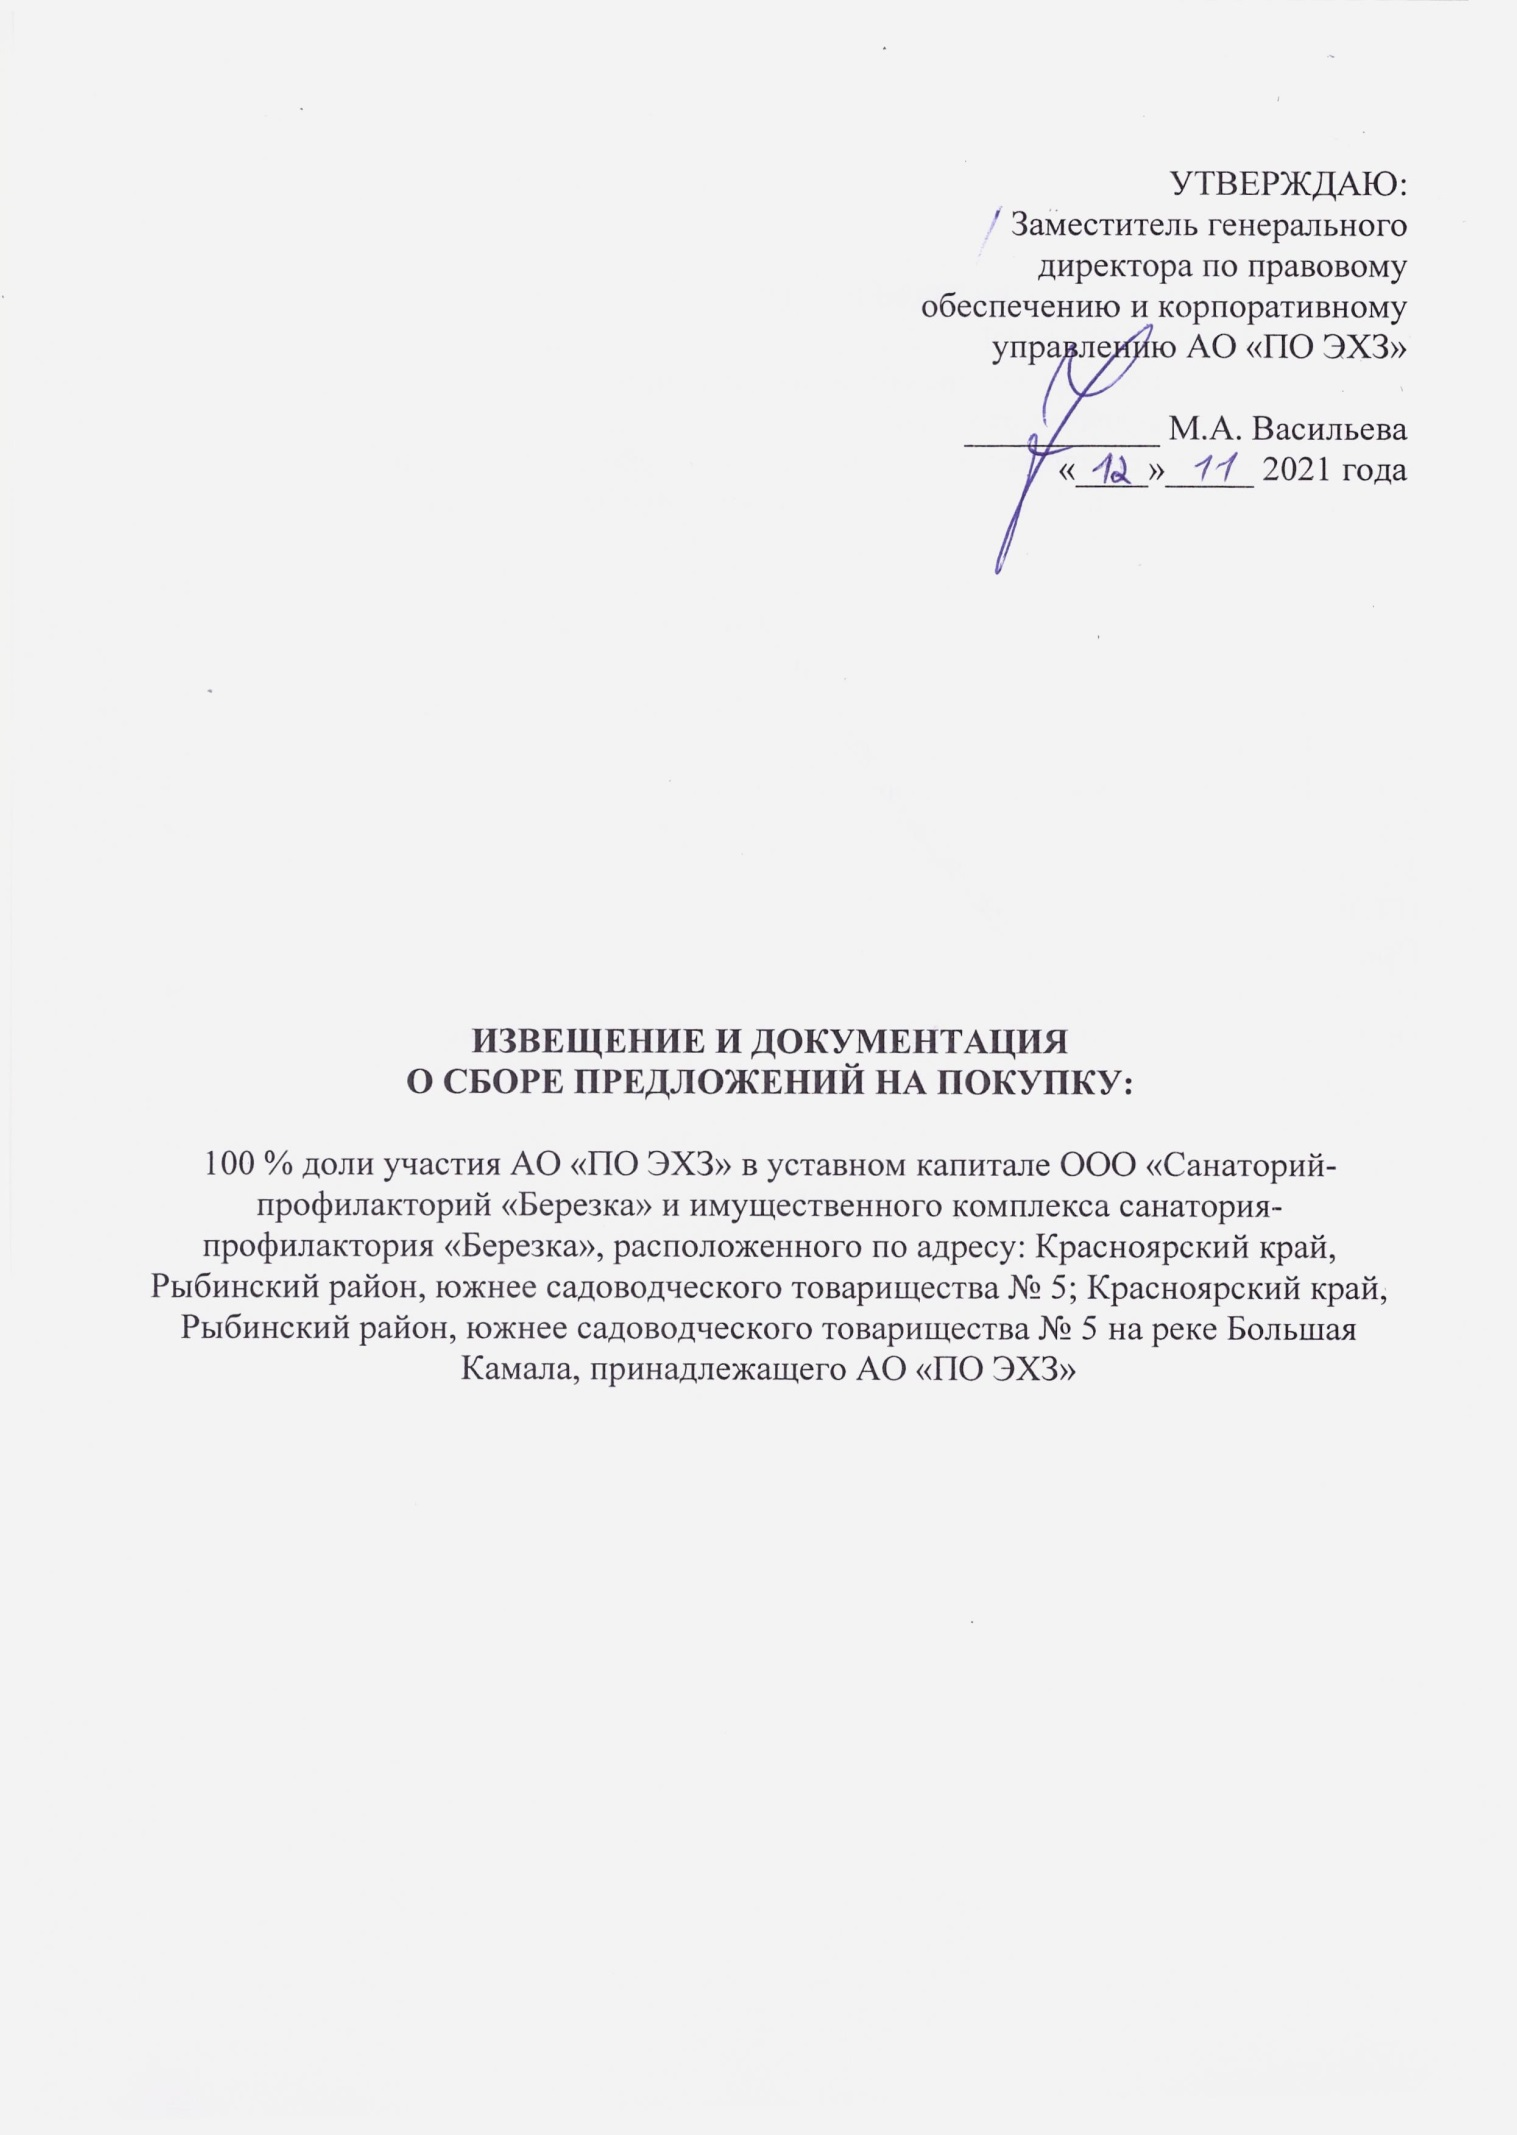 УТВЕРЖДАЮ:
Заместитель генерального
директора по правовому
обеспечению и корпоративному
управлению АО «ПО ЭХЗ»
___________ М.А. Васильева
«12» 11 2021 года
ИЗВЕЩЕНИЕ И ДОКУМЕНТАЦИЯ
О СБОРЕ ПРЕДЛОЖЕНИЙ НА ПОКУПКУ:
100 % доли участия АО «ПО ЭХЗ» в уставном капитале ООО «Санаторий-
профилакторий «Березка» и имущественного комплекса санатория-
профилактория «Березка», расположенного по адресу: Красноярский край,
Рыбинский район, южнее садоводческого товарищества № 5; Красноярский край,
Рыбинский район, южнее садоводческого товарищества № 5 на реке Большая
Камала, принадлежащего АО «ПО ЭХЗ»